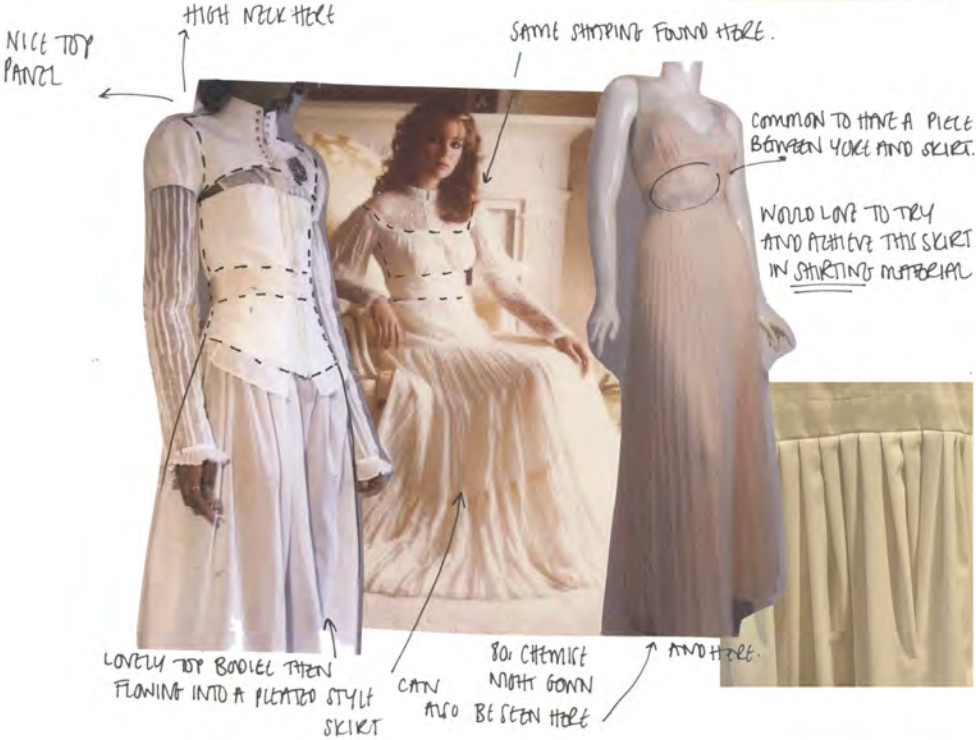 HIGH NECK HERE
NICE TOP
PANEL
SAME SHAPING FOUND HERE.
COMMON TO HAVE A PIECE
BETWEEN YOKE AND SKIRT.
WOULD LOVE TO TRY
AND ACHIEVE THIS SKIRT
IN SHIRTING MATERIAL
LOVELY TOP BODICE THEN
FLOWING INTO A PLEATED STYLE
SKIRT
CAN
ALSO BE SEEN HERE
80s CHEMISE
NIGHT GOWN
AND HERE.